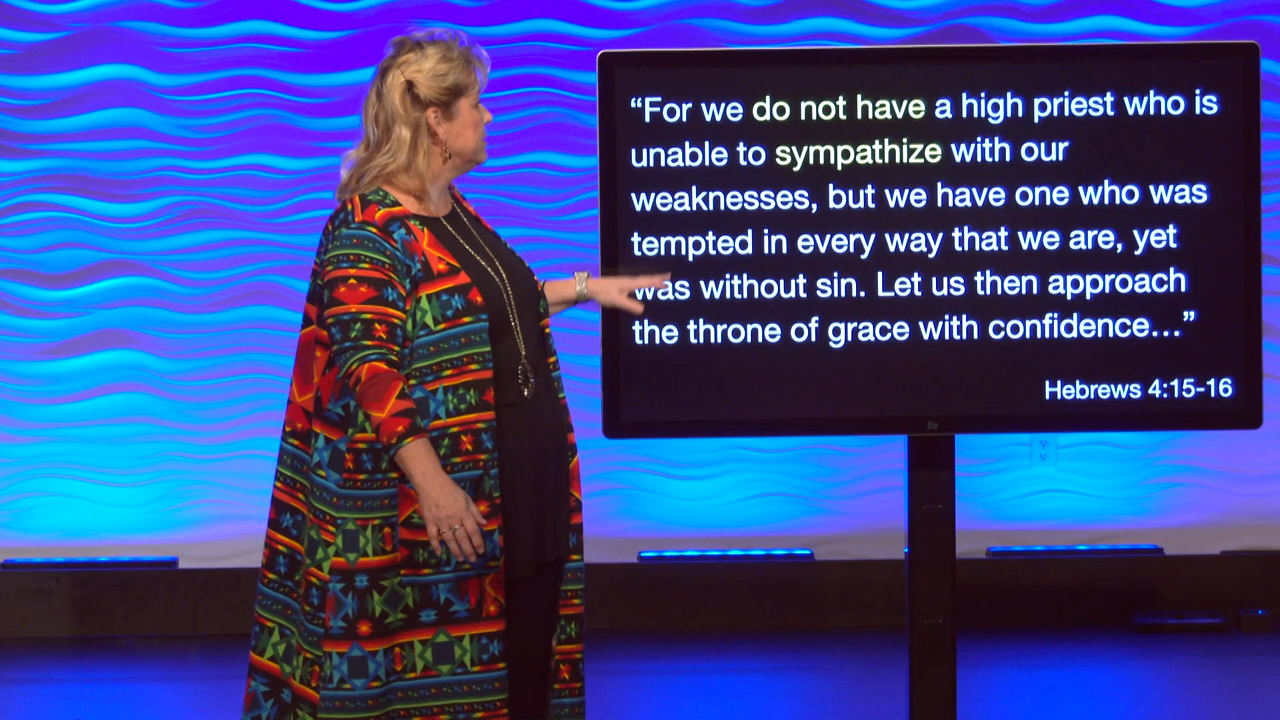 “For we do not have a high priest who is
unable to sympathize with our
weaknesses, but we have one who was
tempted in every way that we are, yet
was without sin. Let us then approach
the throne of grace with confidence…”
Hebrews 4:15-16
elo